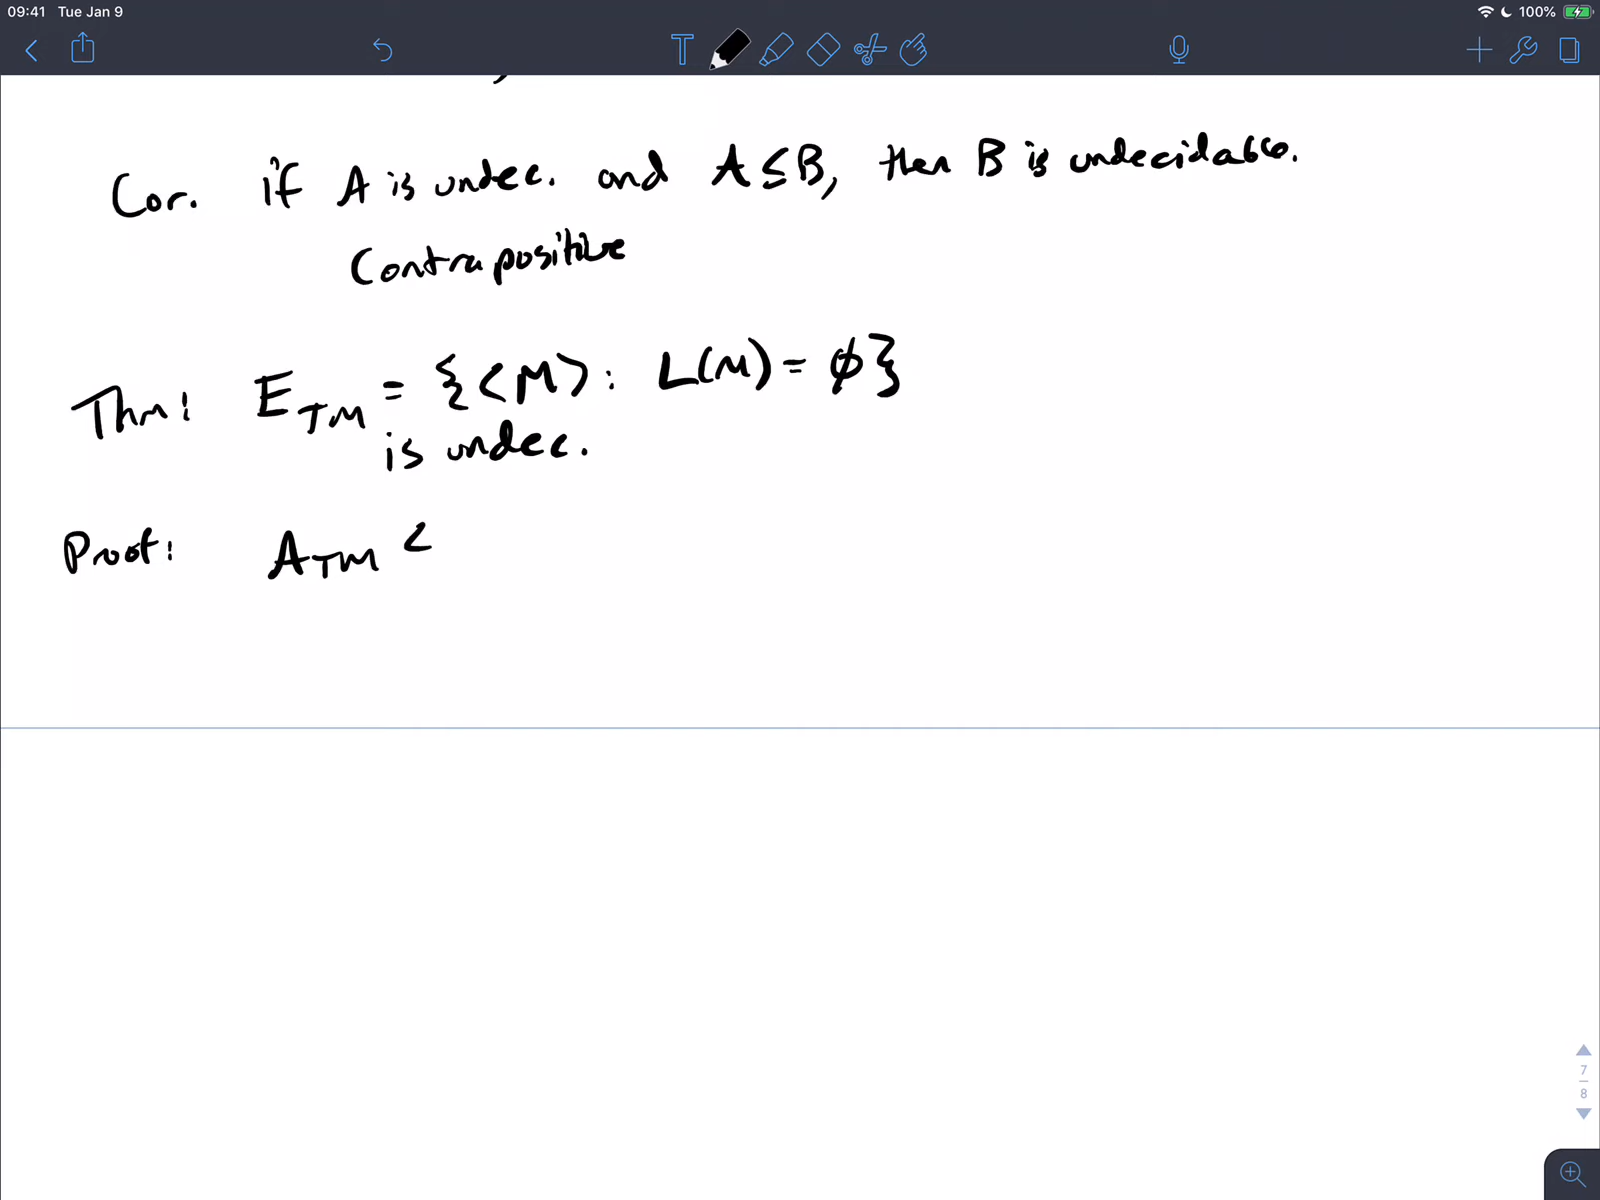 09:41 Tue Jan 9
100%
T
Cor. if A is undec. and A ≤ B, then B is undecidable.
Contrapositive
Thm: E_TM = {<M>: L(M) = ∅}
is undec.
Proof: A_TM <
7
8